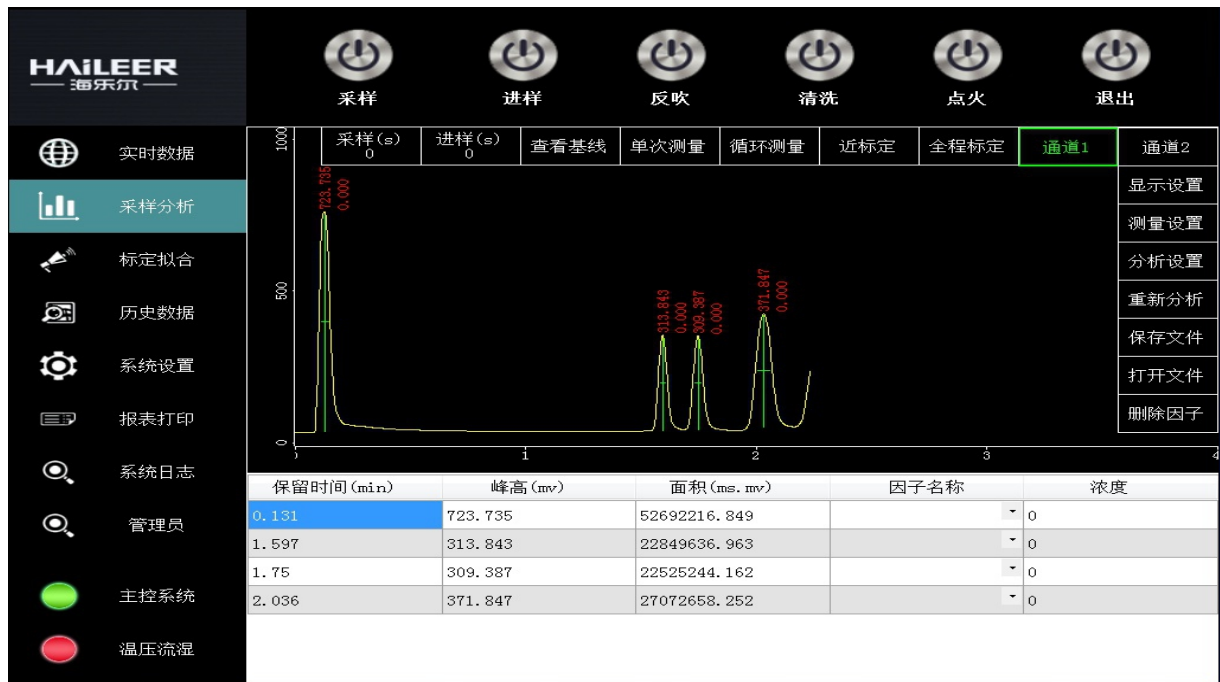 HΛiLEER
海乐尔
采样 进样 反吹 清洗 点火 退出
实时数据
采样分析
标定拟合
历史数据
系统设置
报表打印
系统日志
管理员
主控系统
温压流湿
采样(s) 进样(s) 查看基线 单次测量 循环测量 近标定 全程标定 通道1 通道2
0 0
显示设置
测量设置
分析设置
重新分析
保存文件
打开文件
删除因子
1000
500
0
723.735
0.000
313.843
0.000
309.387
0.000
371.847
0.000
1 2 3 4
保留时间(min) 峰高(mv) 面积(ms.mv) 因子名称 浓度
0.131 723.735 52692216.849 0
1.597 313.843 22849636.963 0
1.75 309.387 22525244.162 0
2.036 371.847 27072658.252 0